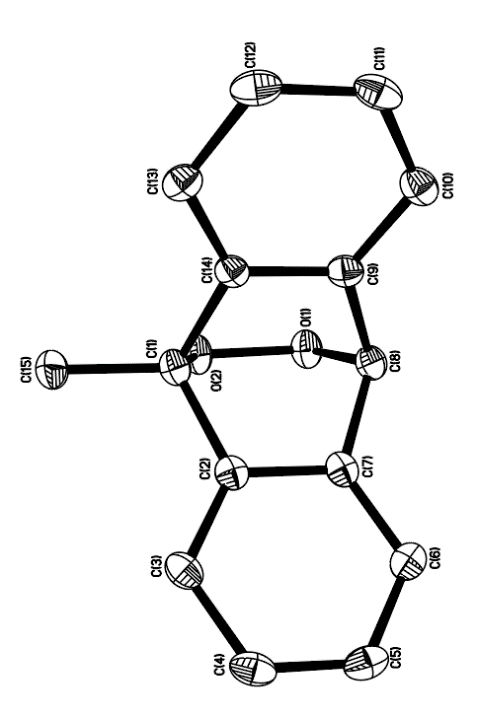 C(12)
C(11)
C(13)
C(10)
C(14)
C(9)
O(1)
C(1)
C(15)
O(2)
C(8)
C(2)
C(7)
C(3)
C(6)
C(4)
C(5)